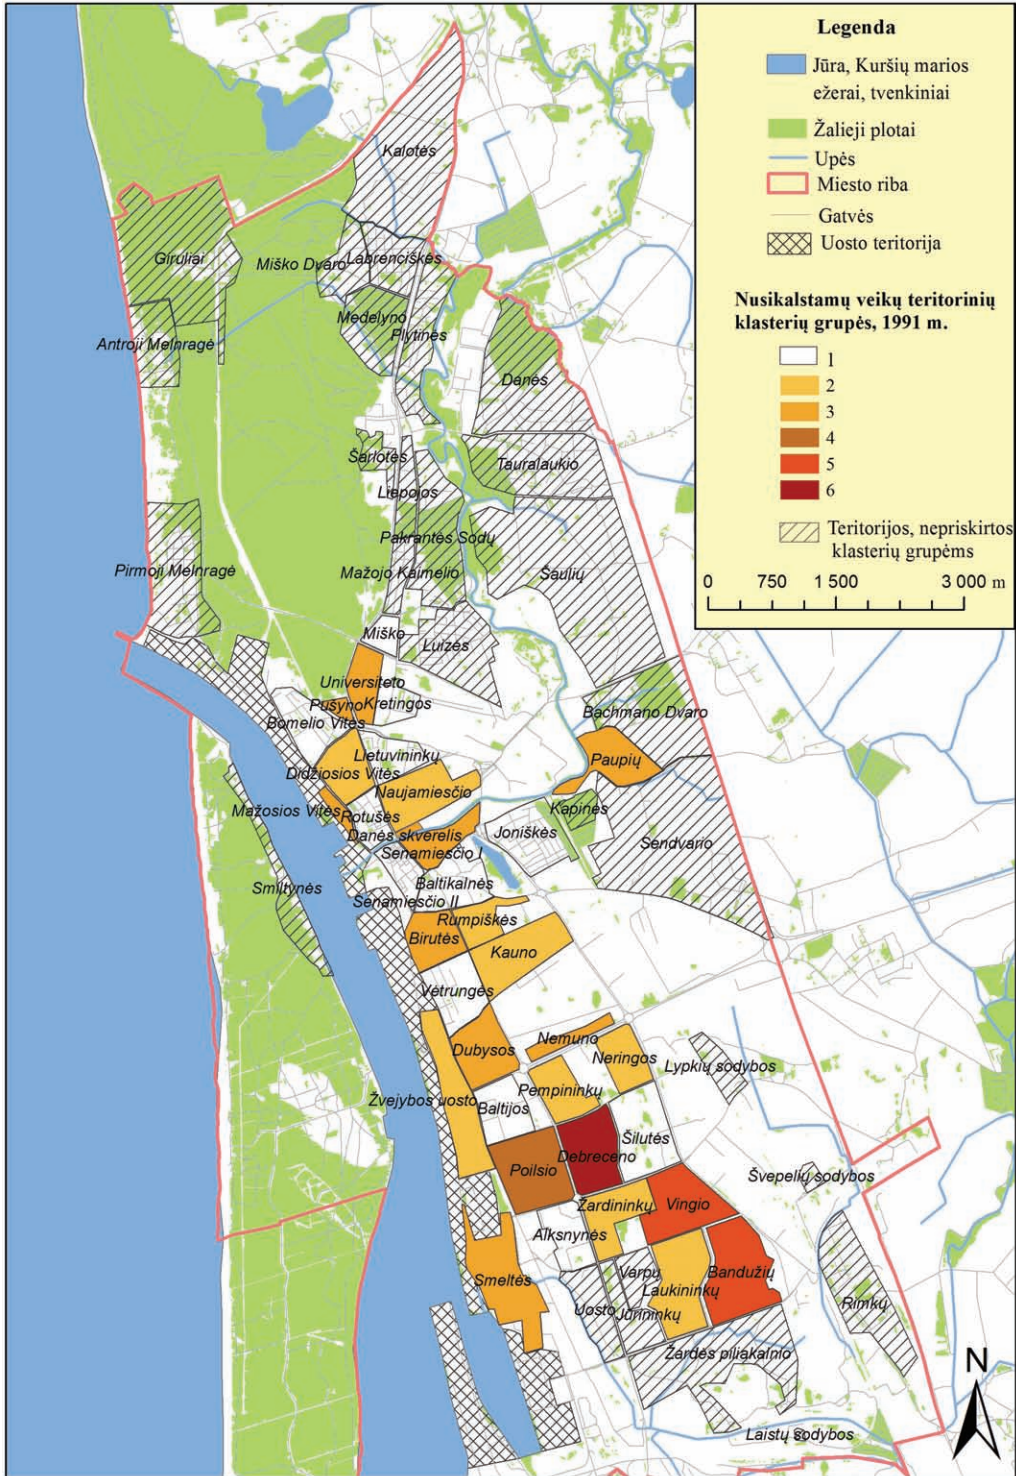 Legenda
Jūra, Kuršių marios
ežerai, tvenkiniai
Žalieji plotai
Upės
Miesto riba
Gatvės
Uosto teritorija
Nusikalstamų veikų teritorinių
klasterių grupės, 1991 m.
1
2
3
4
5
6
Teritorijos, nepriskirtos
klasterių grupėms
0 750 1 500 3 000 m
Kalotės
Giruliai
Miško Dvaro
Labrenciškės
Medelyno
Plytinės
Antroji Melnragė
Danės
Šarlotės
Tauralaukio
Liepojos
Pakrantės Sodų
Mažojo Kaimelio
Šaulių
Pirmoji Melnragė
Miško
Luizės
Universiteto
Pušyno
Kretingos
Bomelio Vitės
Bachmano Dvaro
Lietuvininkų
Paupių
Didžiosios Vitės
Naujamiesčio
Mažosios Vitės
Rotušės
Kapinės
Danės skverelis
Joniškės
Senamiesčio I
Sendvario
Baltikalnės
Smiltynės
Senamiesčio II
Rumpiškės
Birutės
Kauno
Vėtrungės
Nemuno
Dubysos
Neringos
Lypkių sodybos
Pempininkų
Žvejybos uosto
Baltijos
Šilutės
Debreceno
Poilsio
Švepelių sodybos
Žardininkų
Vingio
Alksnynės
Varpų
Bandužių
Smeltės
Laukininkų
Uosto
Jūrininkų
Rimkų
Žardės piliakalnio
Laistų sodybos
N